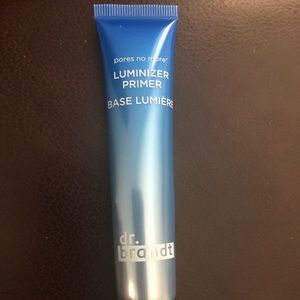 pores no more®
LUMINIZER
PRIMER
BASE LUMIÈRE
dr.
brandt